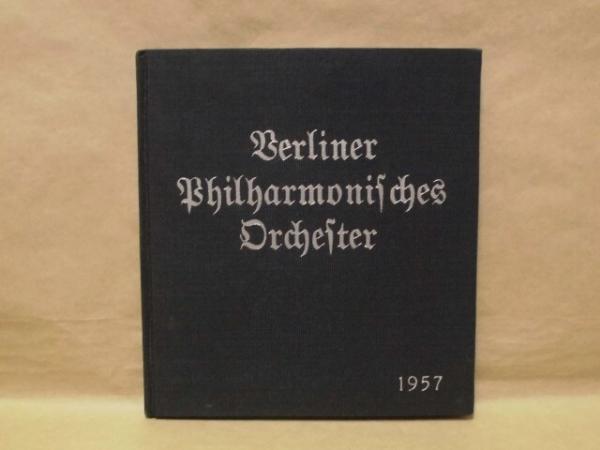 Berliner
Philharmoniſches
Orcheſter
1957